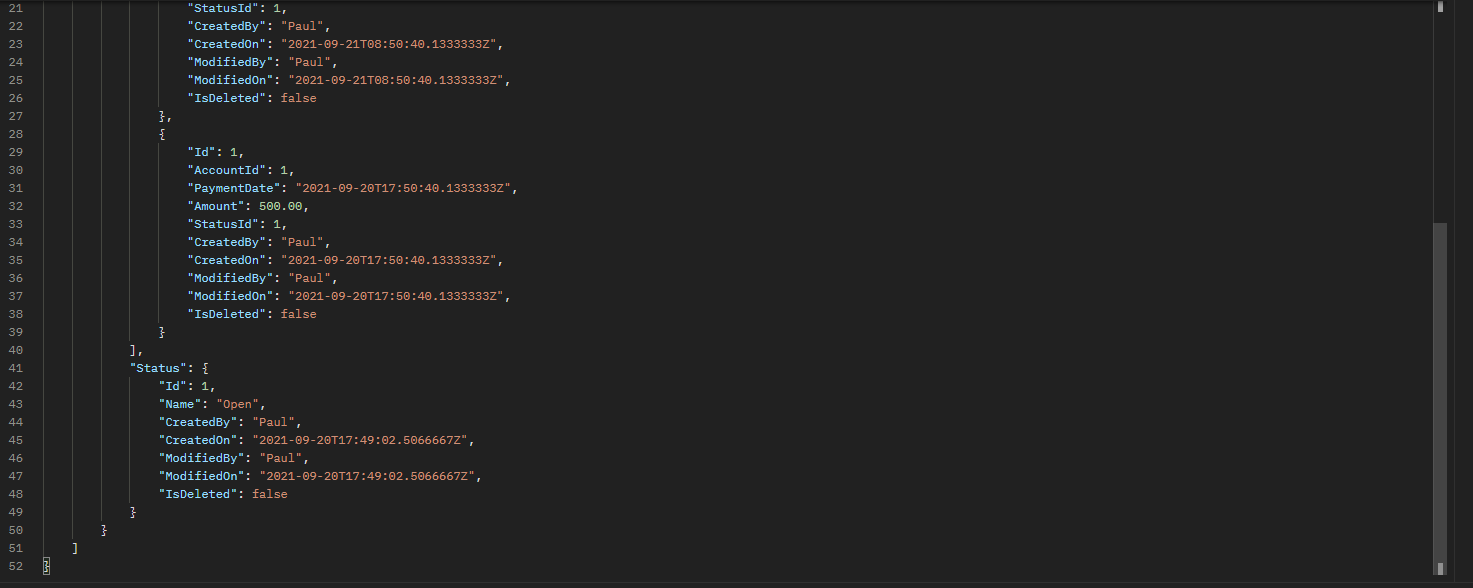 21 "StatusId": 1,
22 "CreatedBy": "Paul",
23 "CreatedOn": "2021-09-21T08:50:40.1333333Z",
24 "ModifiedBy": "Paul",
25 "ModifiedOn": "2021-09-21T08:50:40.1333333Z",
26 "IsDeleted": false
27 },
28 {
29 "Id": 1,
30 "AccountId": 1,
31 "PaymentDate": "2021-09-20T17:50:40.1333333Z",
32 "Amount": 500.00,
33 "StatusId": 1,
34 "CreatedBy": "Paul",
35 "CreatedOn": "2021-09-20T17:50:40.1333333Z",
36 "ModifiedBy": "Paul",
37 "ModifiedOn": "2021-09-20T17:50:40.1333333Z",
38 "IsDeleted": false
39 }
40 ],
41 "Status": {
42 "Id": 1,
43 "Name": "Open",
44 "CreatedBy": "Paul",
45 "CreatedOn": "2021-09-20T17:49:02.5066667Z",
46 "ModifiedBy": "Paul",
47 "ModifiedOn": "2021-09-20T17:49:02.5066667Z",
48 "IsDeleted": false
49 }
50 }
51 ]
52 }